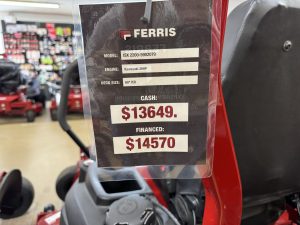 FERRIS
MODEL:
ENGINE:
DECK SIZE:
CASH:
$13649.
FINANCED:
$14570